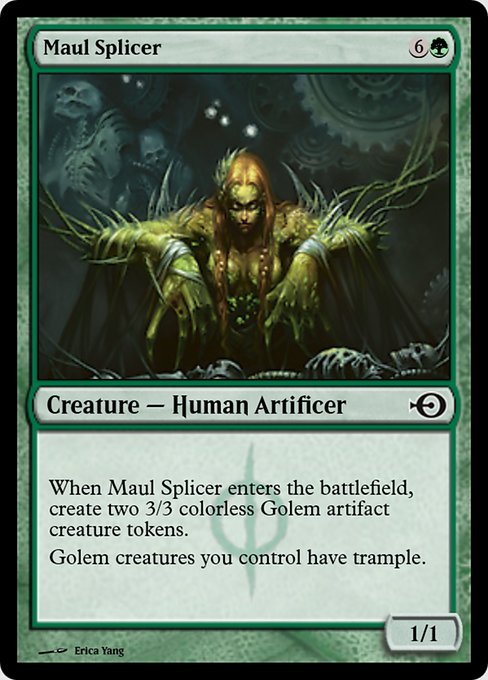 Maul Splicer 6
Creature — Human Artificer
When Maul Splicer enters the battlefield,
create two 3/3 colorless Golem artifact
creature tokens.
Golem creatures you control have trample.
1/1
Erica Yang